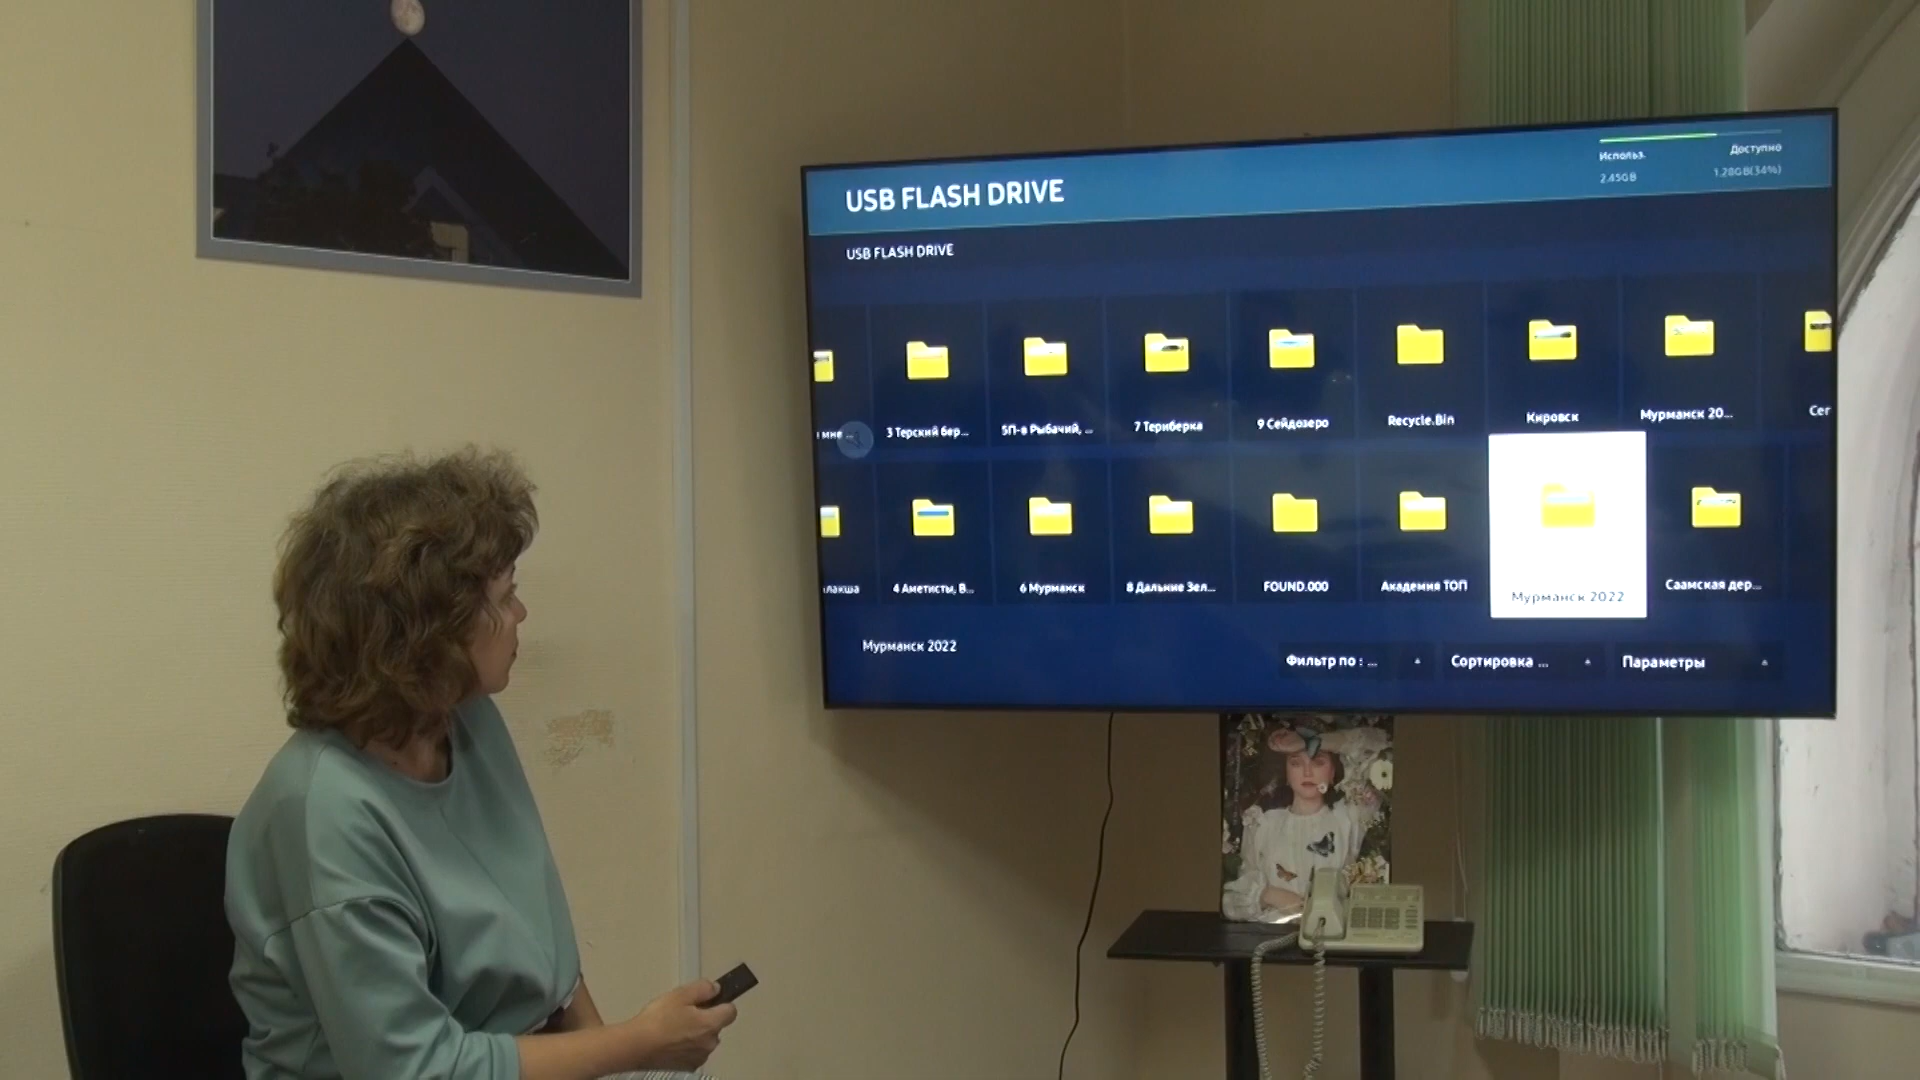 USB FLASH DRIVE
Использ.
Доступно
2.45GB
1.28GB(34%)
USB FLASH DRIVE
мне ...
3 Терский бер...
5П-в Рыбачий, ...
7 Териберка
9 Сейдозеро
Recycle.Bin
Кировск
Мурманск 20...
Сег
лакша
4 Аметисты, В...
6 Мурманск
8 Дальние Зел...
FOUND.000
Академия ТОП
Мурманск 2022
Саамская дер...
Мурманск 2022
Фильтр по : ...
Сортировка ...
Параметры